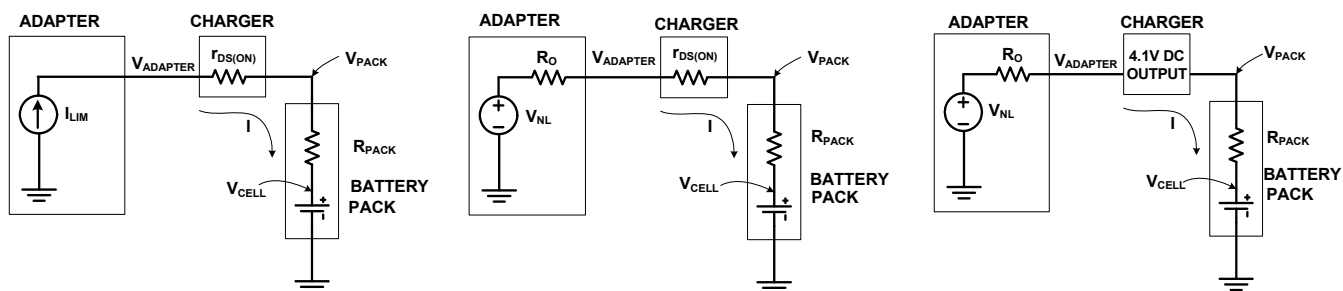 ADAPTER
CHARGER
rDS(ON)
VADAPTER
VPACK
ILIM
I
RPACK
VCELL
BATTERY
PACK
ADAPTER
CHARGER
RO
VADAPTER
rDS(ON)
VPACK
VNL
I
RPACK
VCELL
BATTERY
PACK
ADAPTER
CHARGER
RO
VADAPTER
4.1V DC
OUTPUT
VPACK
VNL
I
RPACK
VCELL
BATTERY
PACK